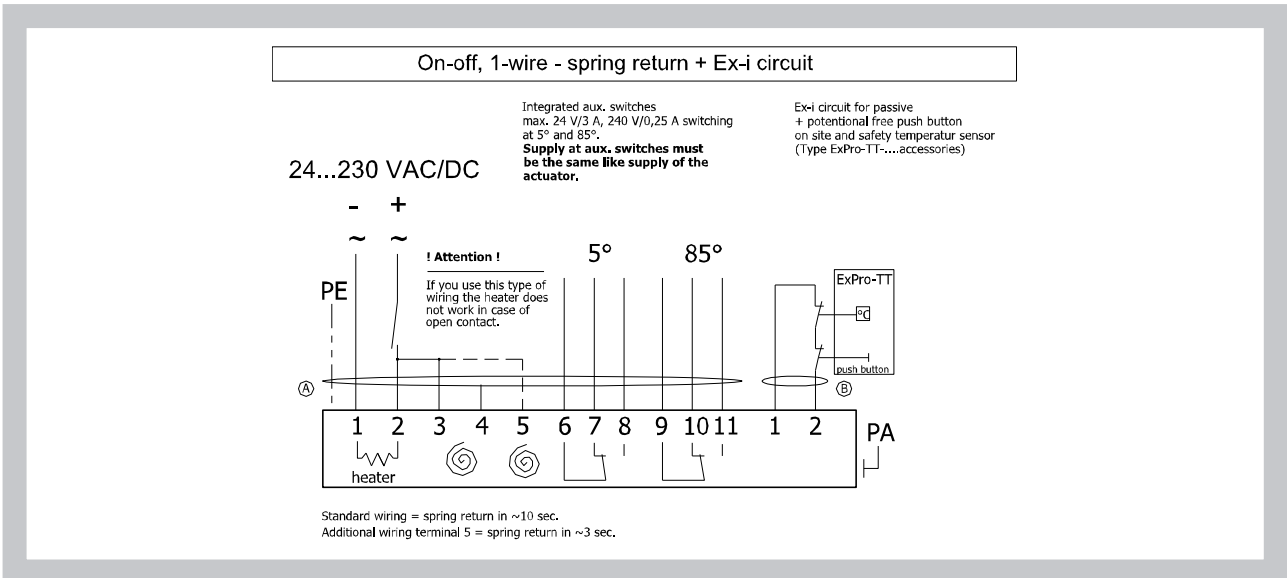 On-off, 1-wire - spring return + Ex-i circuit
Integrated aux. switches
max. 24 V/3 A, 240 V/0,25 A switching
at 5° and 85°.
Supply at aux. switches must
be the same like supply of the
actuator.
Ex-i circuit for passive
+ potentional free push button
on site and safety temperatur sensor
(Type ExPro-TT-....accessories)
24...230 VAC/DC
- +
~ ~
! Attention !
If you use this type of
wiring the heater does
not work in case of
open contact.
5° 85°
PE
ExPro-TT
°C
push button
A B
1 2 3 4 5 6 7 8 9 10 11 1 2
PA
heater
Standard wiring = spring return in ~10 sec.
Additional wiring terminal 5 = spring return in ~3 sec.